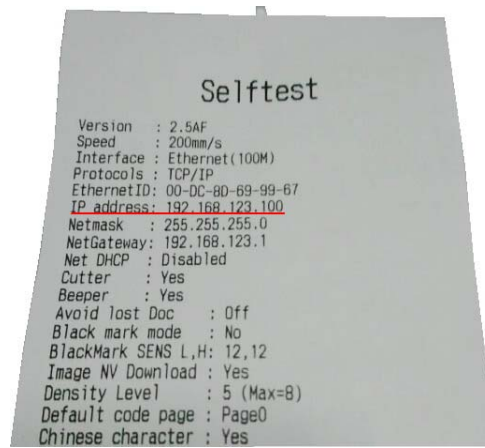 Selftest
Version : 2.5AF
Speed : 200mm/s
Interface : Ethernet(100M)
Protocols : TCP/IP
EthernetID: 00-DC-8D-69-99-67
IP address: 192.168.123.100
Netmask : 255.255.255.0
NetGateway: 192.168.123.1
Net DHCP : Disabled
Cutter : Yes
Beeper : Yes
Avoid lost Doc : Off
Black mark mode : No
BlackMark SENS L,H: 12,12
Image NV Download : Yes
Density Level : 5 (Max=8)
Default code page : Page0
Chinese character : Yes